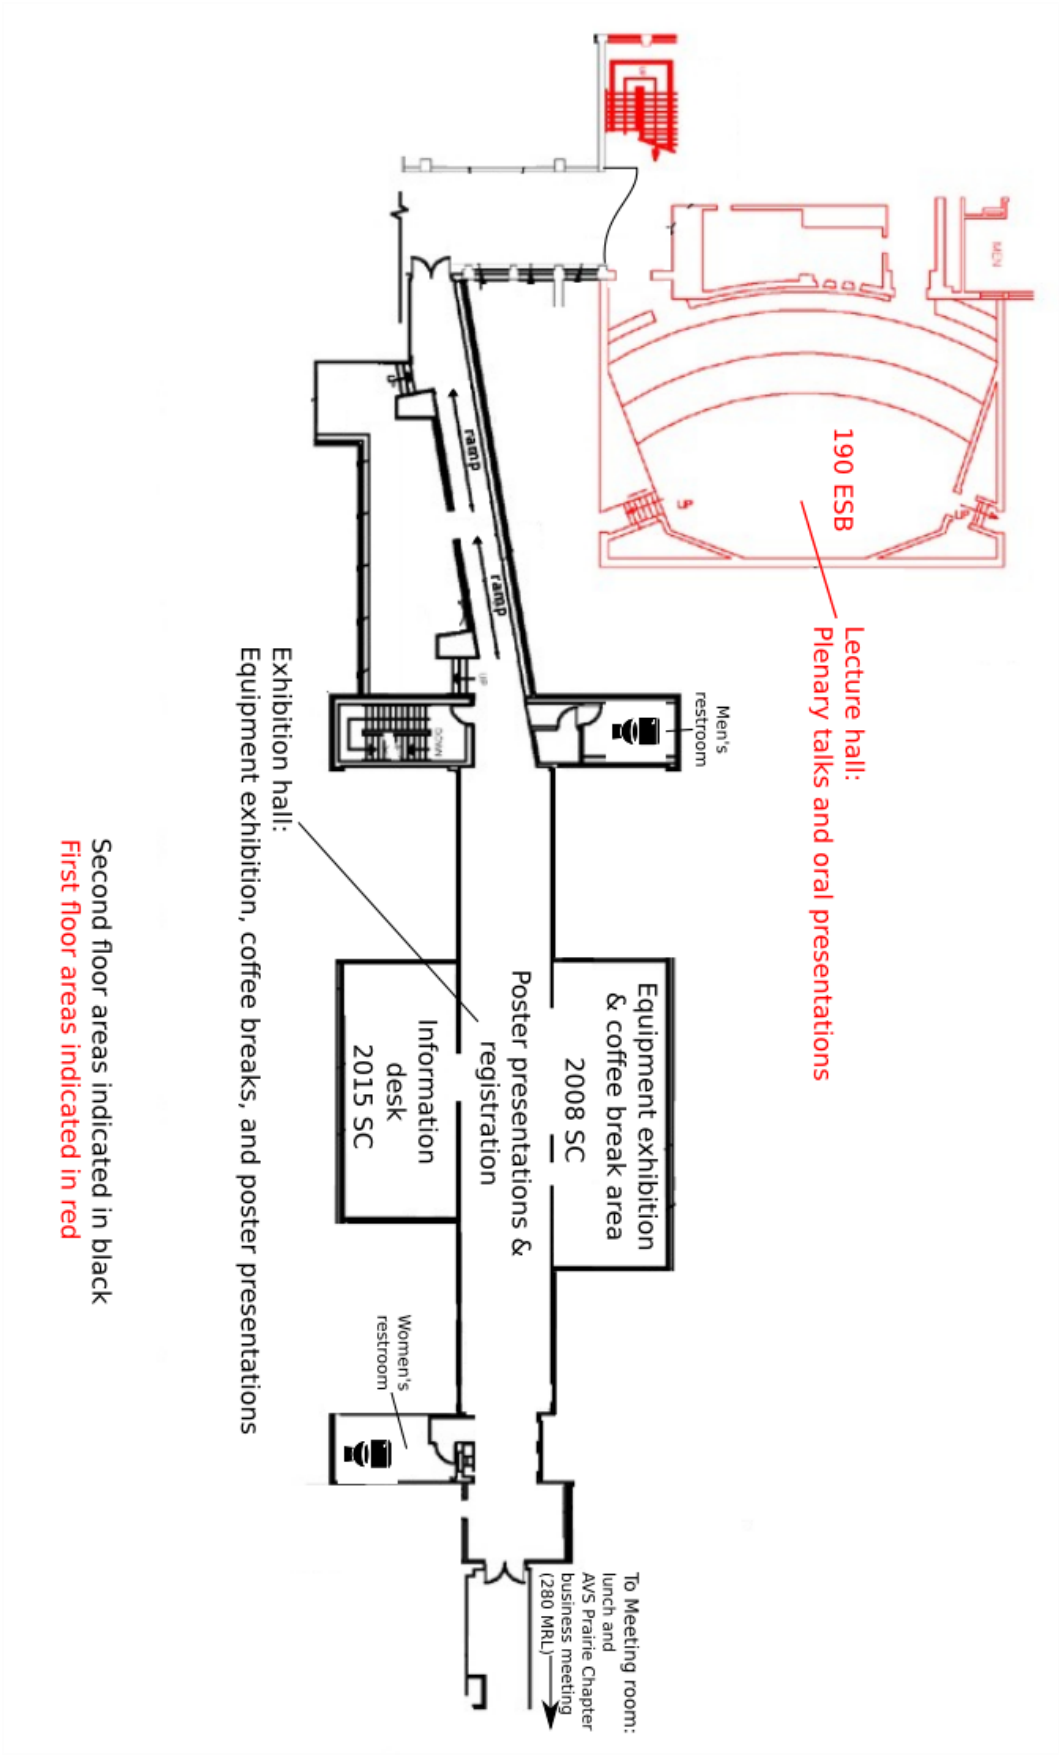 MEN
190 ESB
Lecture hall:
Plenary talks and oral presentations
ramp
ramp
UP
UP
UP
DOWN
Men's
restroom
Exhibition hall:
Equipment exhibition, coffee breaks, and poster presentations
Equipment exhibition
& coffee break area
2008 SC
Poster presentations &
registration
Information
desk
2015 SC
Women's
restroom
To Meeting room:
lunch and
AVS Prairie Chapter
business meeting
(280 MRL)
Second floor areas indicated in black
First floor areas indicated in red